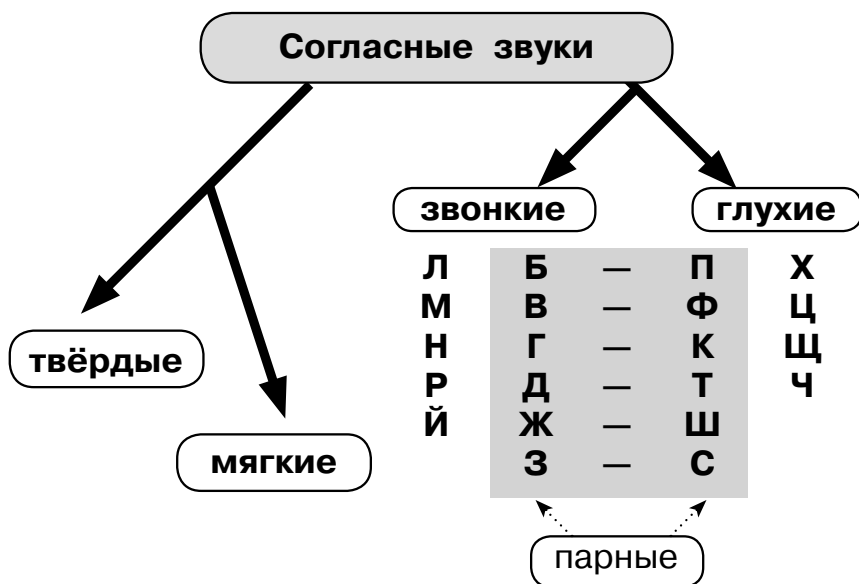 Согласные звуки
звонкие глухие
Л Б — П Х
М В — Ф Ц
Н Г — К Щ
Р Д — Т Ч
Й Ж — Ш
З — С
твёрдые
мягкие
парные